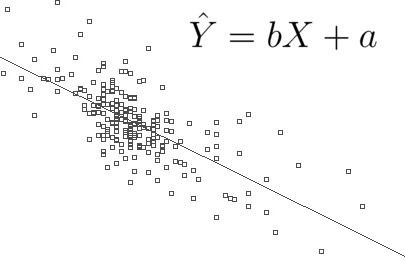 Ŷ = bX + a